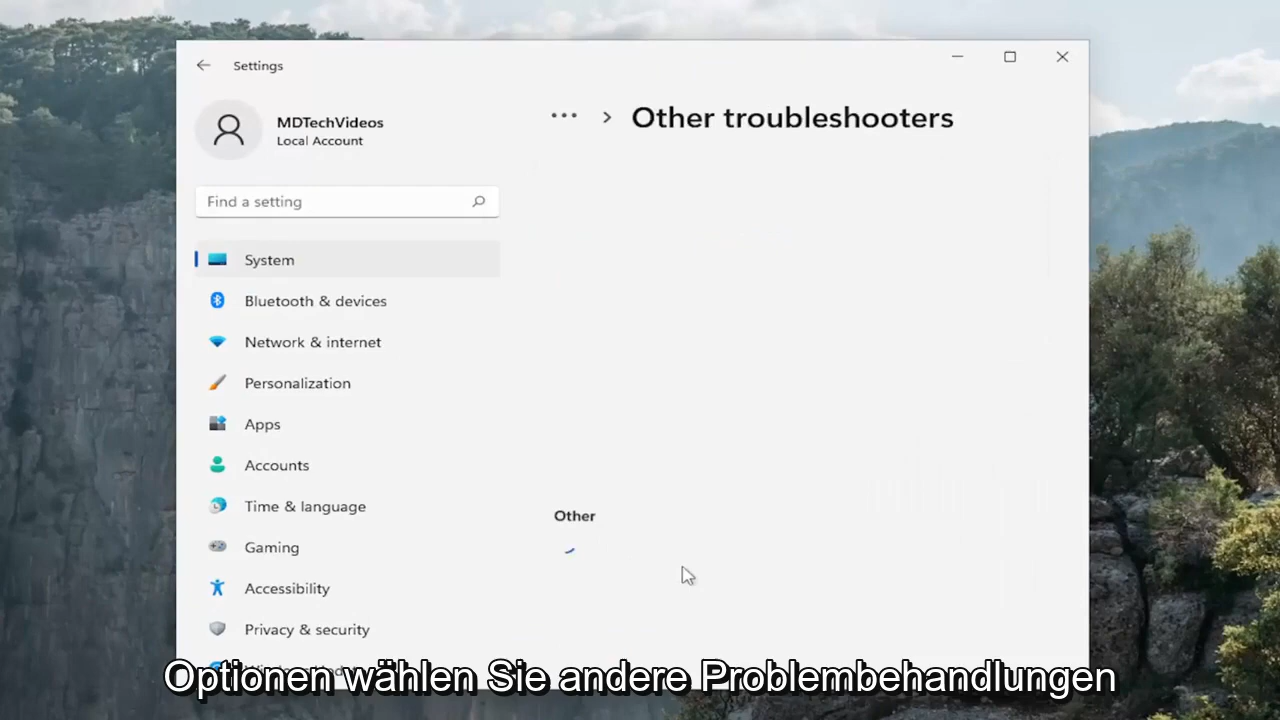 Settings
MDTechVideos
Local Account
Find a setting
System
Bluetooth & devices
Network & internet
Personalization
Apps
Accounts
Time & language
Gaming
Accessibility
Privacy & security
... > Other troubleshooters
Other
Optionen wählen Sie andere Problembehandlungen